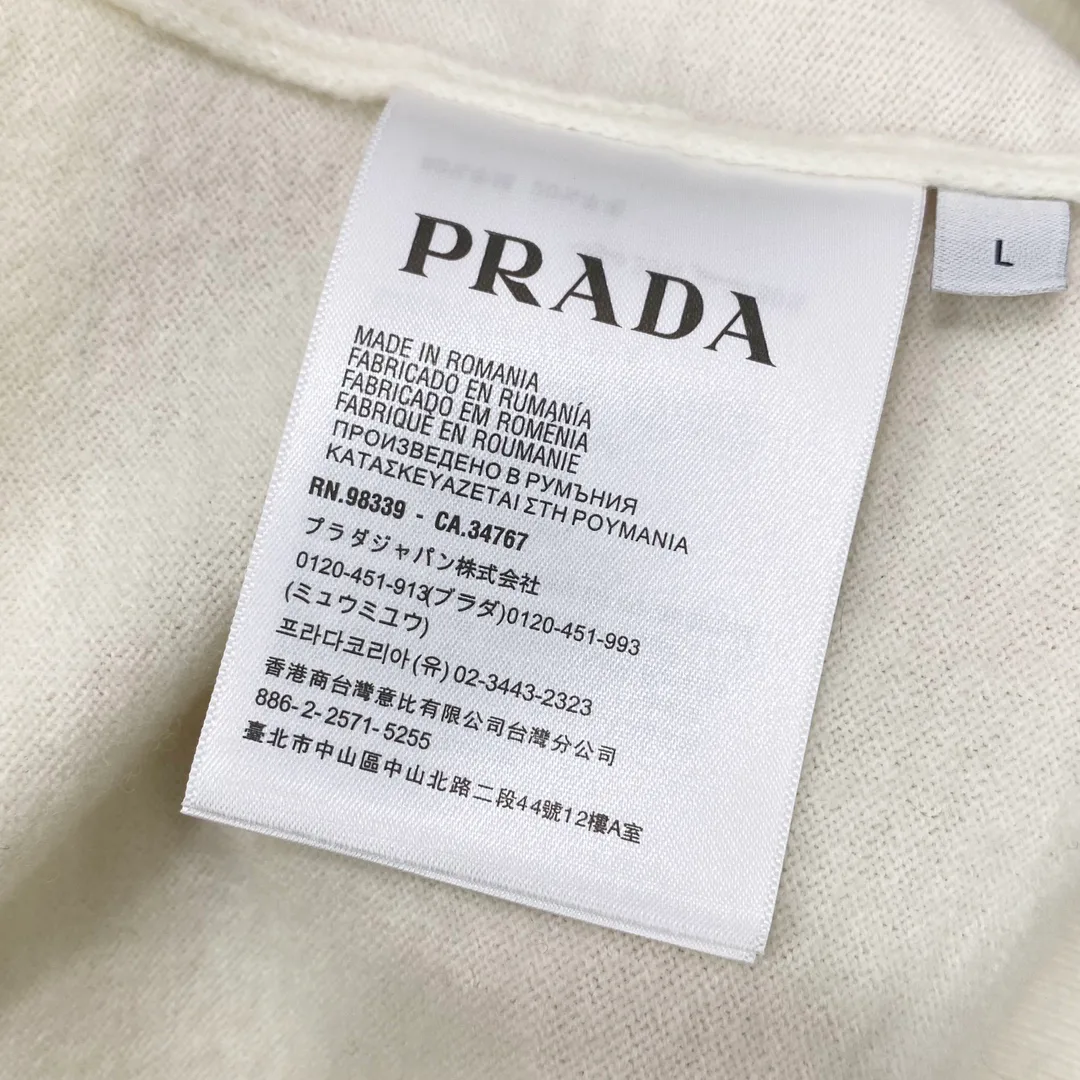 PRADA
L
MADE IN ROMANIA
FABRICADO EN RUMANÍA
FABRICADO EM ROMENIA
FABRIQUÉ EN ROUMANIE
ПРОИЗВЕДЕНО В РУМЪНИЯ
ΚΑΤΑΣΚΕΥΑΖΕΤΑΙ ΣΤΗ ΡΟΥΜΑΝΙΑ
RN.98339 - CA.34767
プラダジャパン株式会社
0120-451-913(プラダ)0120-451-993
(ミュウミユウ)
프라다코리아(유) 02-3443-2323
香港商台灣意比有限公司台灣分公司
886-2-2571-5255
臺北市中山區中山北路二段44號12樓A室